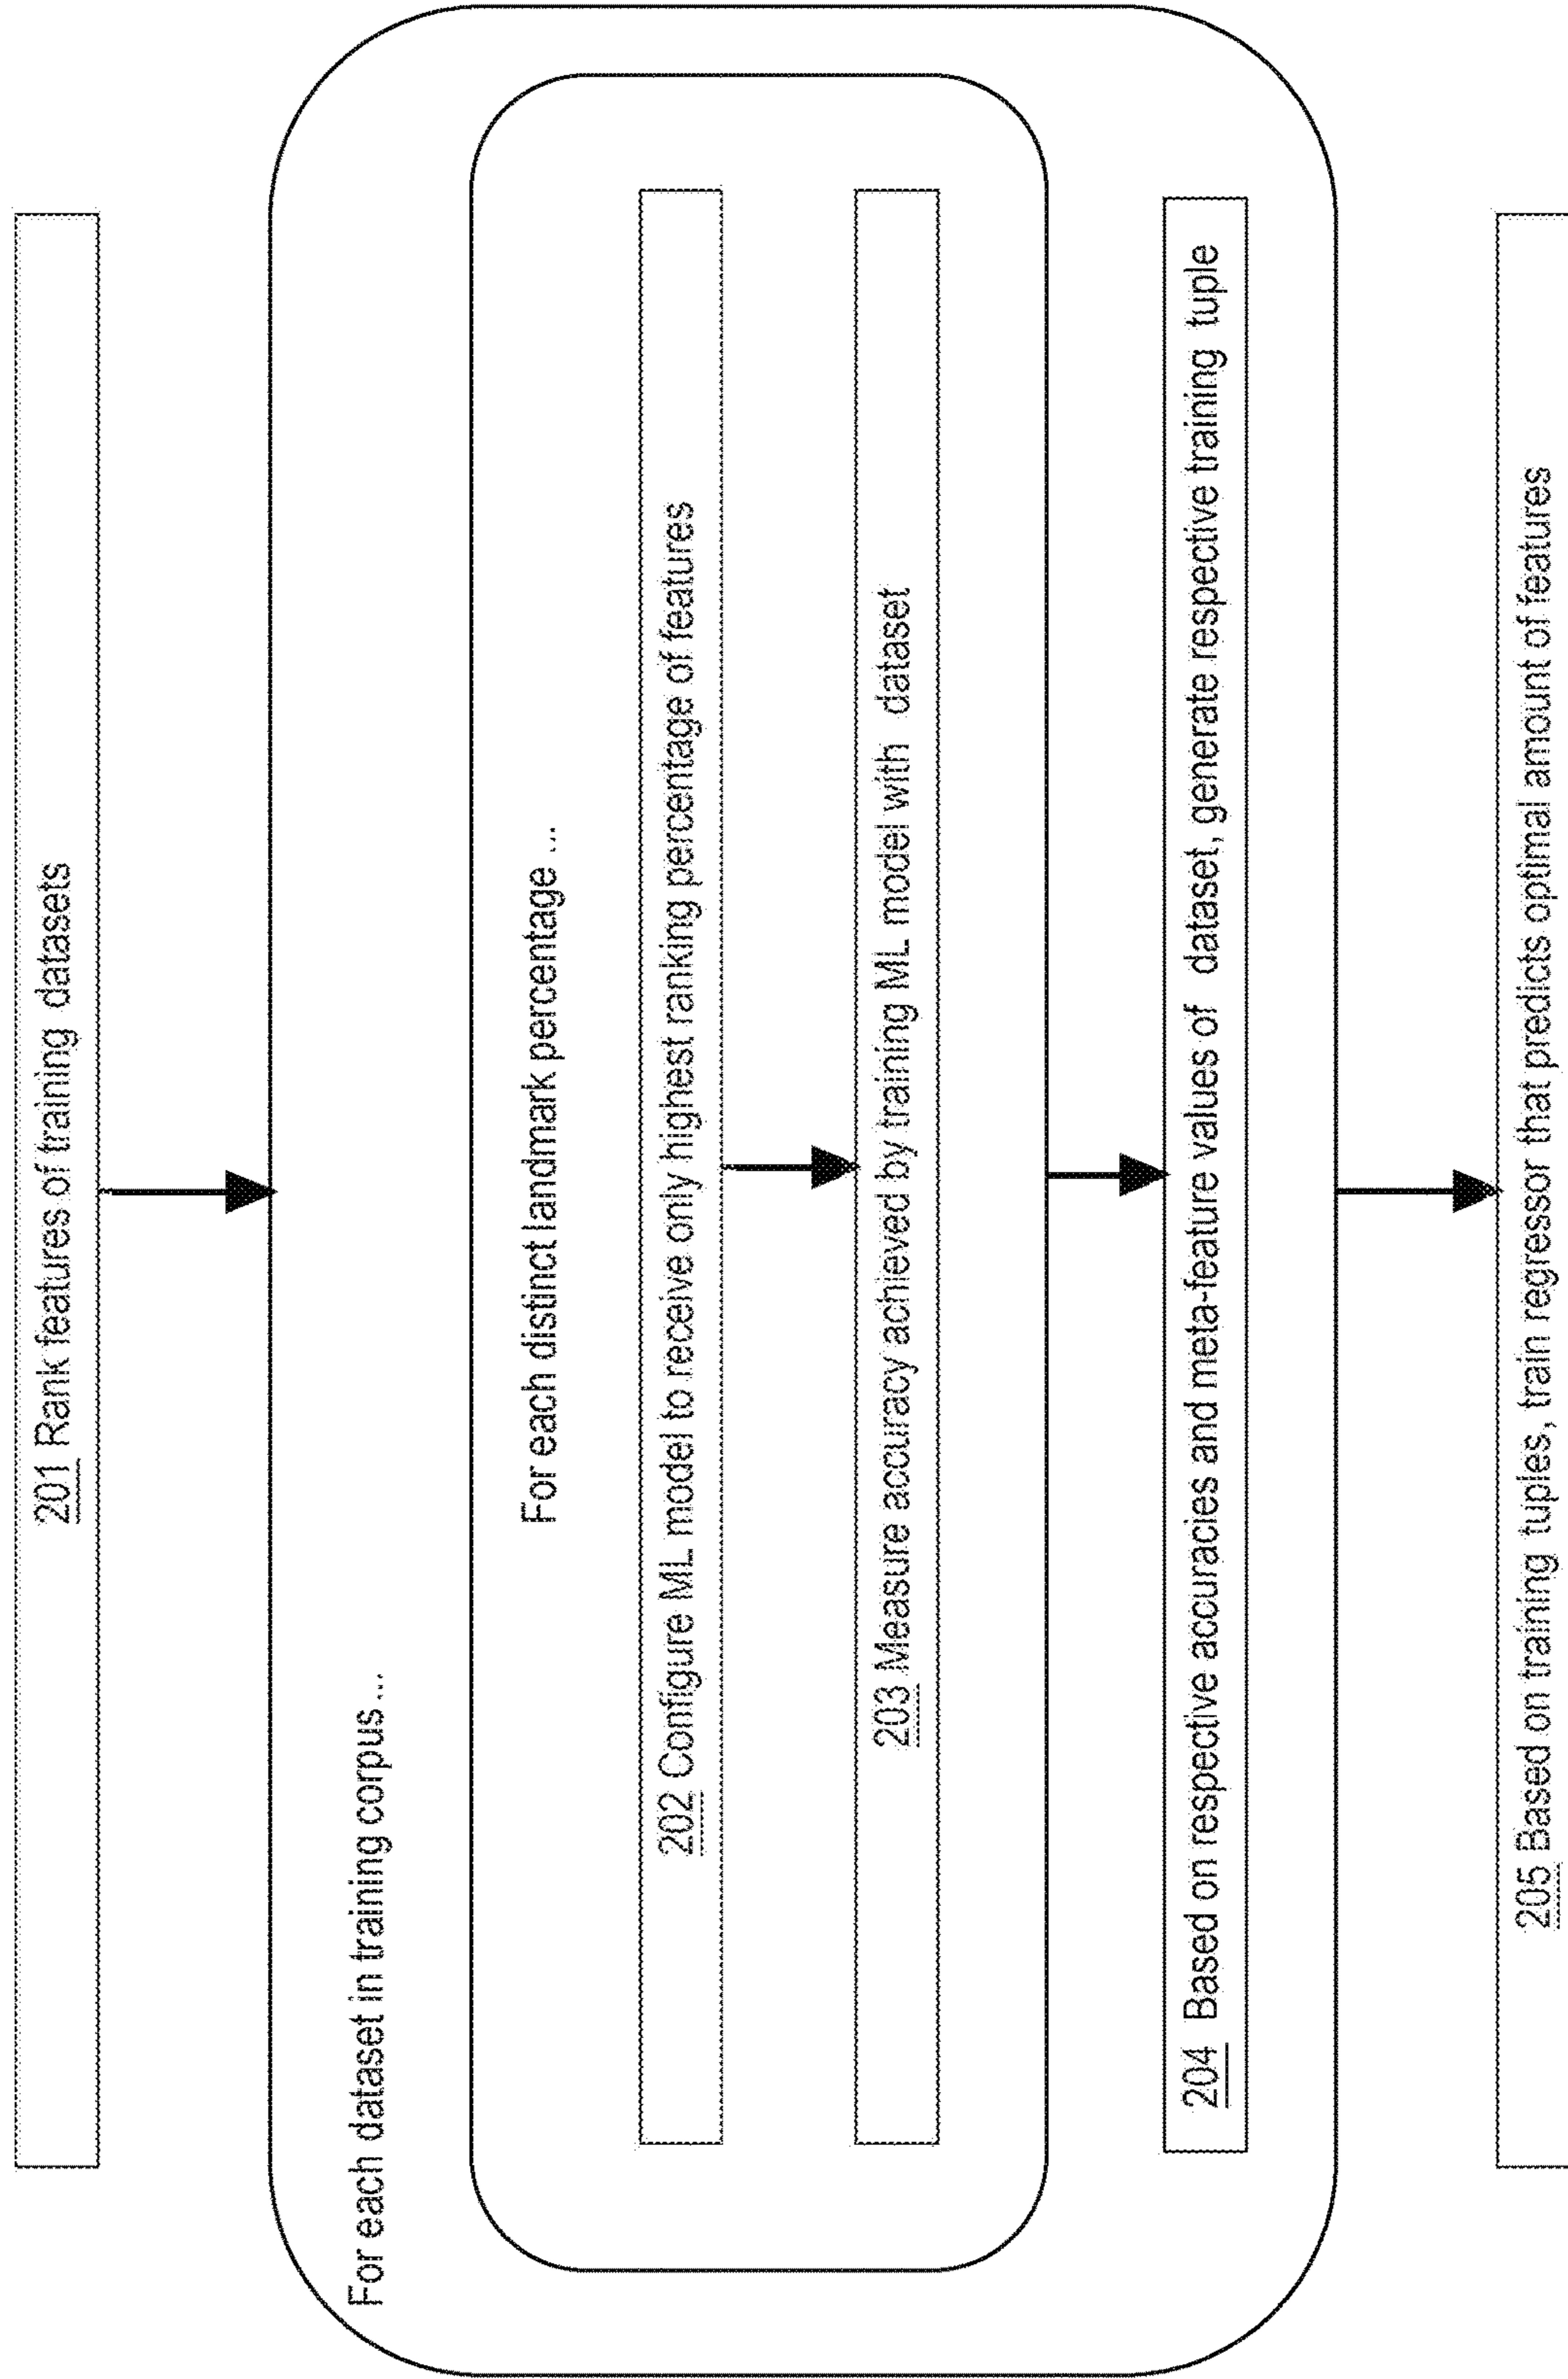 201 Rank features of training datasets
For each dataset in training corpus...
For each distinct landmark percentage ...
202 Configure ML model to receive only highest ranking percentage of features
203 Measure accuracy achieved by training ML model with dataset
204 Based on respective accuracies and meta-feature values of dataset, generate respective training tuple
205 Based on training tuples, train regressor that predicts optimal amount of features